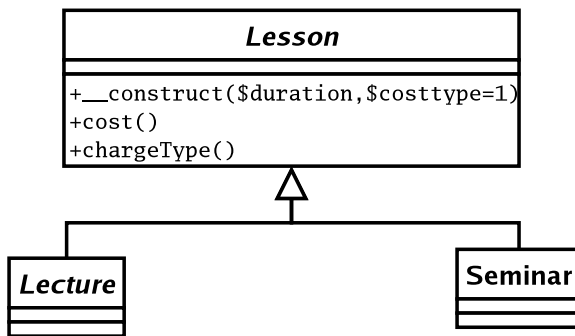 Lesson
+__construct($duration,$costtype=1)
+cost()
+chargeType()
Lecture
Seminar